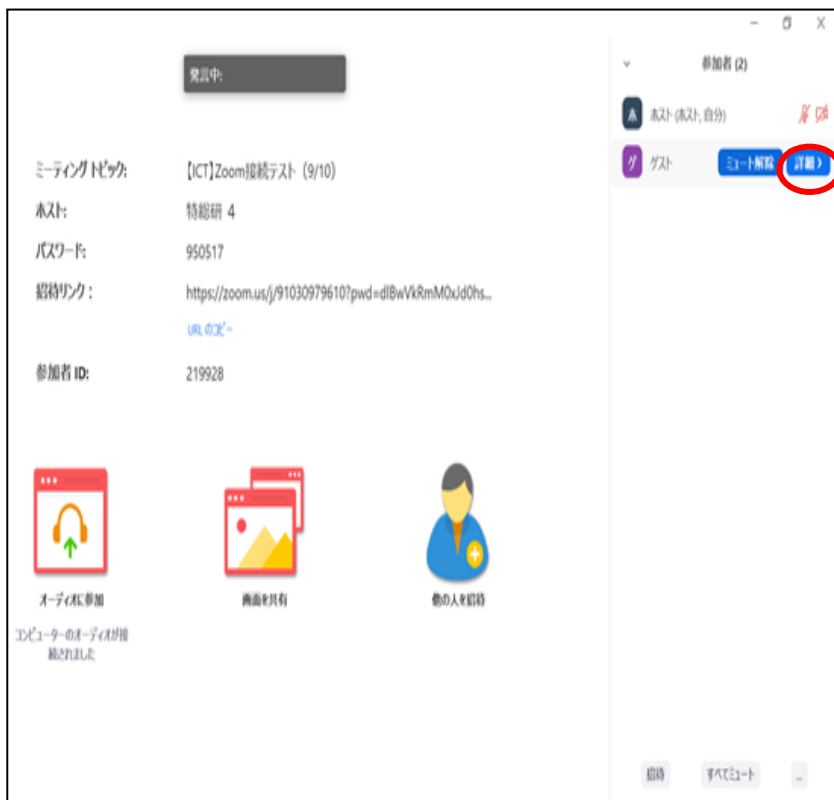 発言中:
ミーティング トピック: 【ICT】Zoom接続テスト (9/10)
ホスト: 特総研 4
パスワード: 950517
招待リンク: https://zoom.us/j/91030979610?pwd=dlBwVkRmM0xJd0hs...
URL のコピー
参加者 ID: 219928
オーディオに参加
コンピューターのオーディオが接
続されました
画面を共有
他の人を招待
参加者 (2)
ホ ホスト (ホスト, 自分)
グ ゲスト ミュート解除 詳細 >
招待 すべてミュート ...